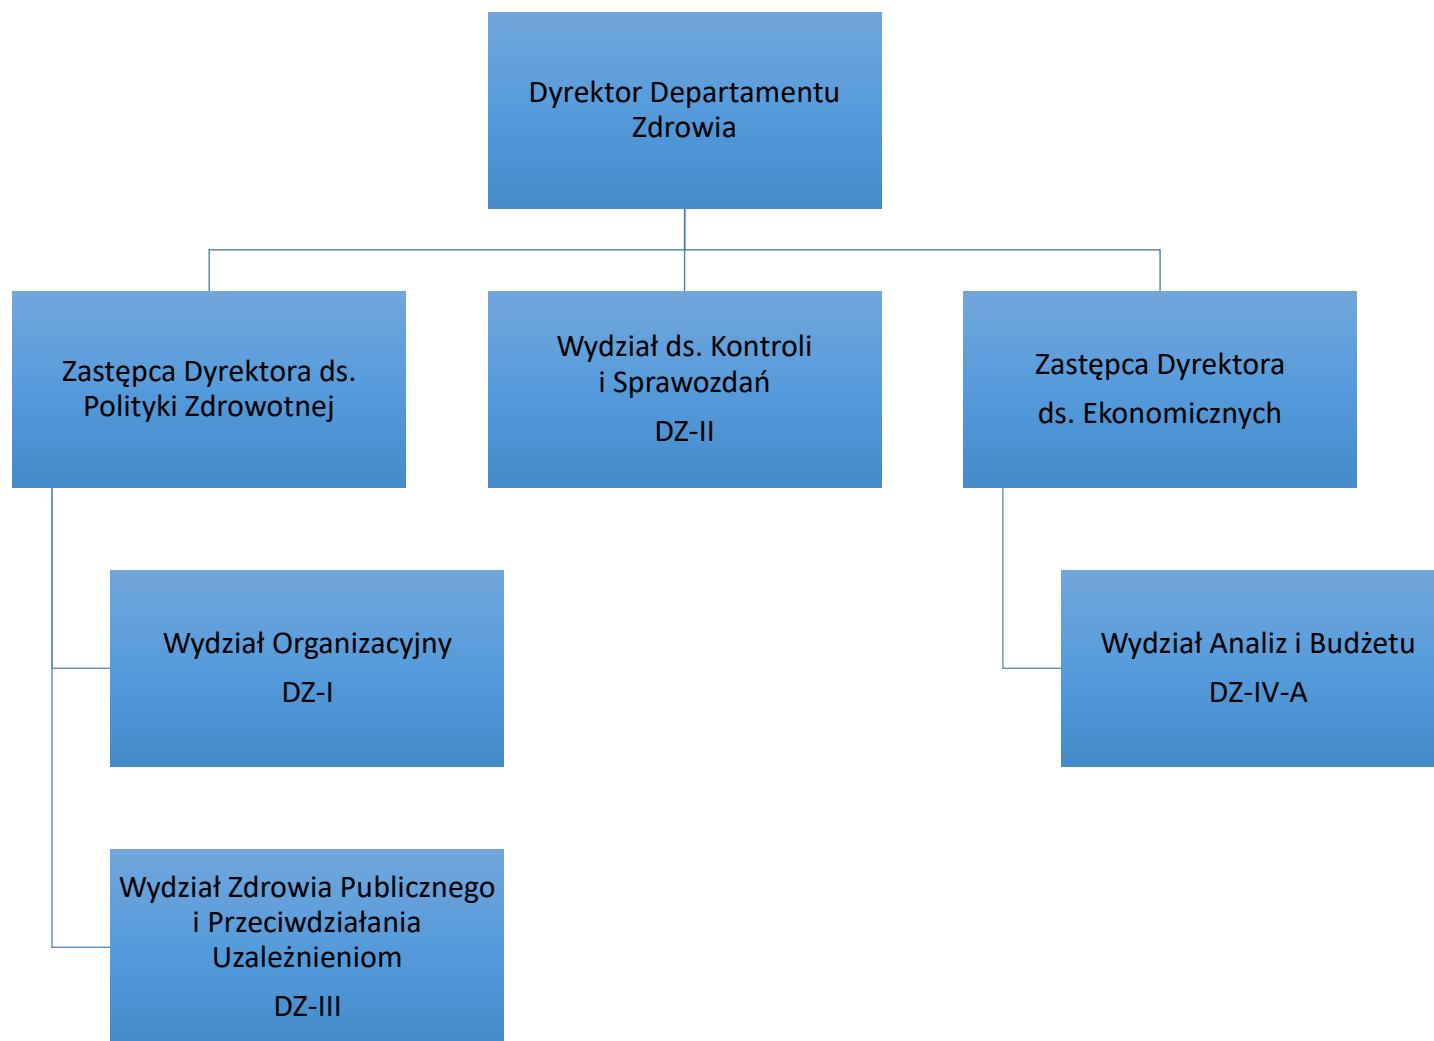 Dyrektor Departamentu
Zdrowia
Zastępca Dyrektora ds.
Polityki Zdrowotnej
Wydział ds. Kontroli
i Sprawozdań
DZ-II
Zastępca Dyrektora
ds. Ekonomicznych
Wydział Organizacyjny
DZ-I
Wydział Analiz i Budżetu
DZ-IV-A
Wydział Zdrowia Publicznego
i Przeciwdziałania
Uzależnieniom
DZ-III